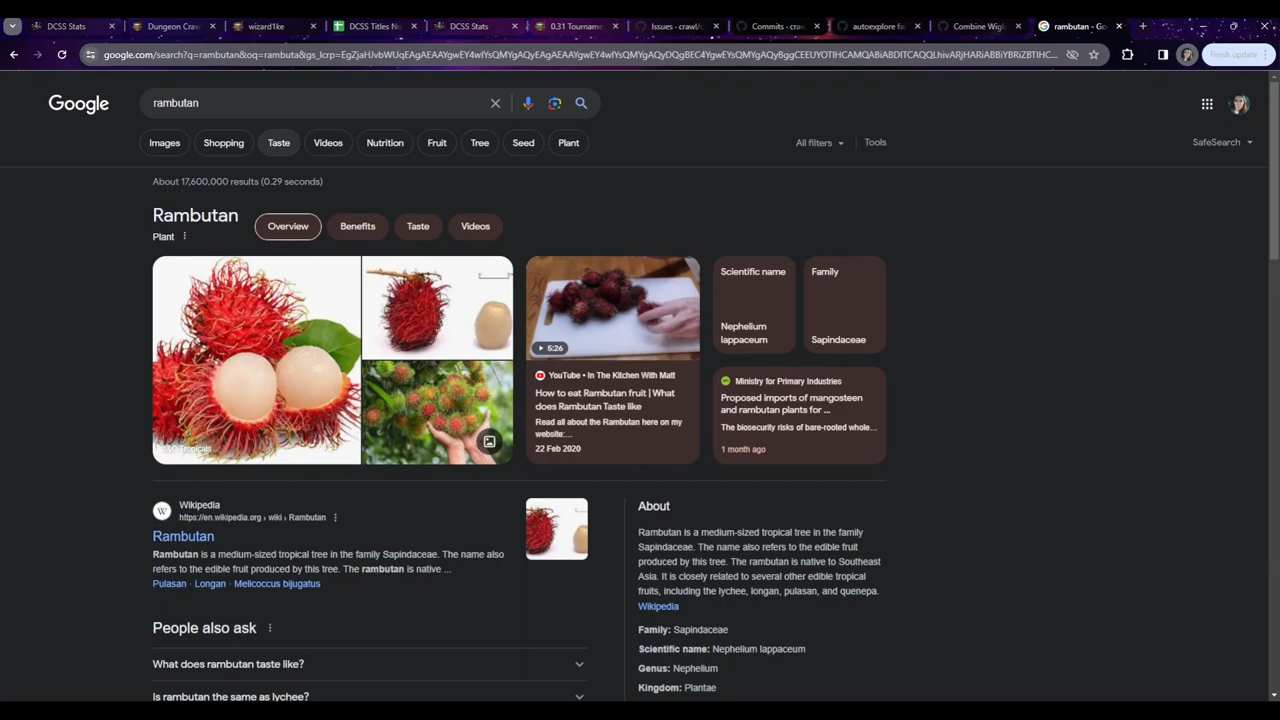 DCSS Stats
Dungeon Craw
wizard1ke
DCSS Titles No
DCSS Stats
0.31 Tourname
Issues · crawl/c
Commits · craw
autoexplore fa
Combine Wigle
rambutan - Go
google.com/search?q=rambutan&oq=rambuta&gs_lcrp=
Finish update
Google
rambutan
Images
Shopping
Taste
Videos
Nutrition
Fruit
Tree
Seed
Plant
All filters
Tools
SafeSearch
About 17,600,000 results (0.29 seconds)
Rambutan
Plant
Overview
Benefits
Taste
Videos
5:26
YouTube • In The Kitchen With Matt
How to eat Rambutan fruit | What
does Rambutan Taste like
Read all about the Rambutan here on my
website:...
22 Feb 2020
Scientific name
Nephelium
lappaceum
Family
Sapindaceae
Ministry for Primary Industries
Proposed imports of mangosteen
and rambutan plants for ...
The biosecurity risks of bare-rooted whole...
1 month ago
Wikipedia
https://en.wikipedia.org › wiki › Rambutan
Rambutan
Rambutan is a medium-sized tropical tree in the family Sapindaceae. The name also
refers to the edible fruit produced by this tree. The rambutan is native ...
Pulasan · Longan · Melicoccus bijugatus
People also ask
What does rambutan taste like?
Is rambutan the same as lychee?
About
Rambutan is a medium-sized tropical tree in the family
Sapindaceae. The name also refers to the edible fruit
produced by this tree. The rambutan is native to Southeast
Asia. It is closely related to several other edible tropical
fruits, including the lychee, longan, pulasan, and quenepa.
Wikipedia
Family: Sapindaceae
Scientific name: Nephelium lappaceum
Genus: Nephelium
Kingdom: Plantae